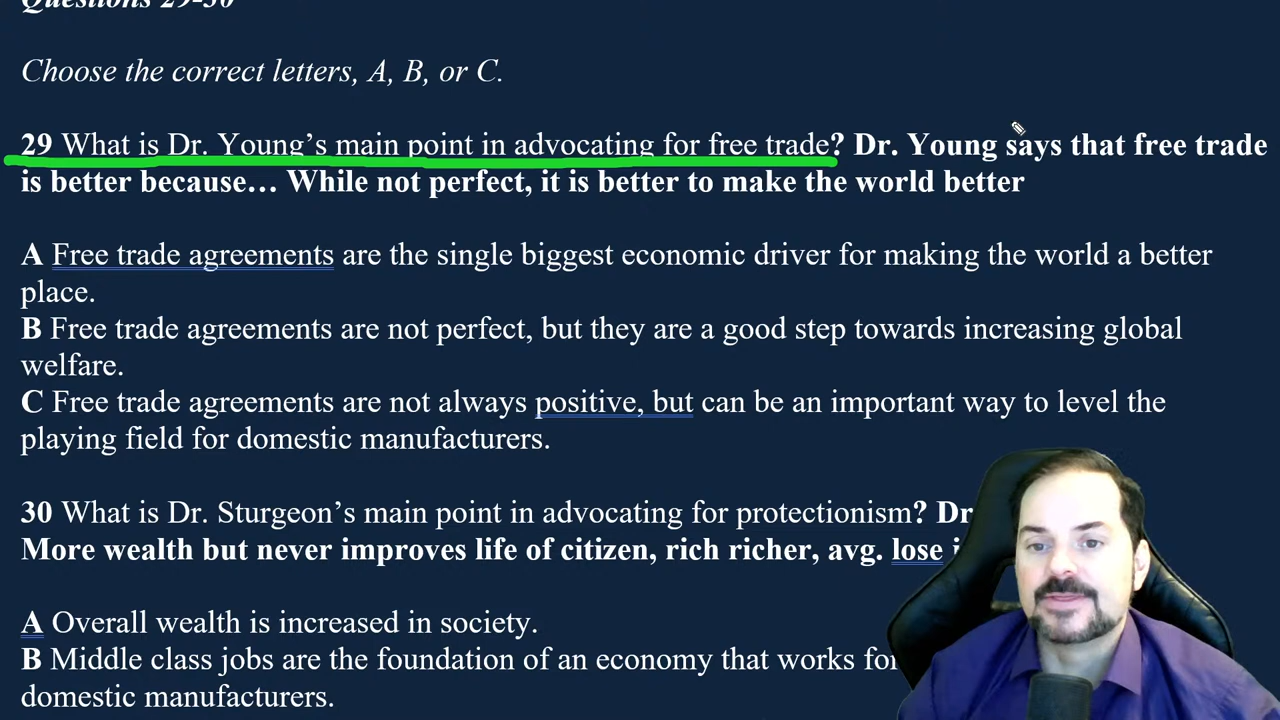 Questions 29-30
Choose the correct letters, A, B, or C.
29 What is Dr. Young's main point in advocating for free trade? Dr. Young says that free trade
is better because… While not perfect, it is better to make the world better
A Free trade agreements are the single biggest economic driver for making the world a better
place.
B Free trade agreements are not perfect, but they are a good step towards increasing global
welfare.
C Free trade agreements are not always positive, but can be an important way to level the
playing field for domestic manufacturers.
30 What is Dr. Sturgeon's main point in advocating for protectionism? Dr
More wealth but never improves life of citizen, rich richer, avg. lose
A Overall wealth is increased in society.
B Middle class jobs are the foundation of an economy that works for
domestic manufacturers.